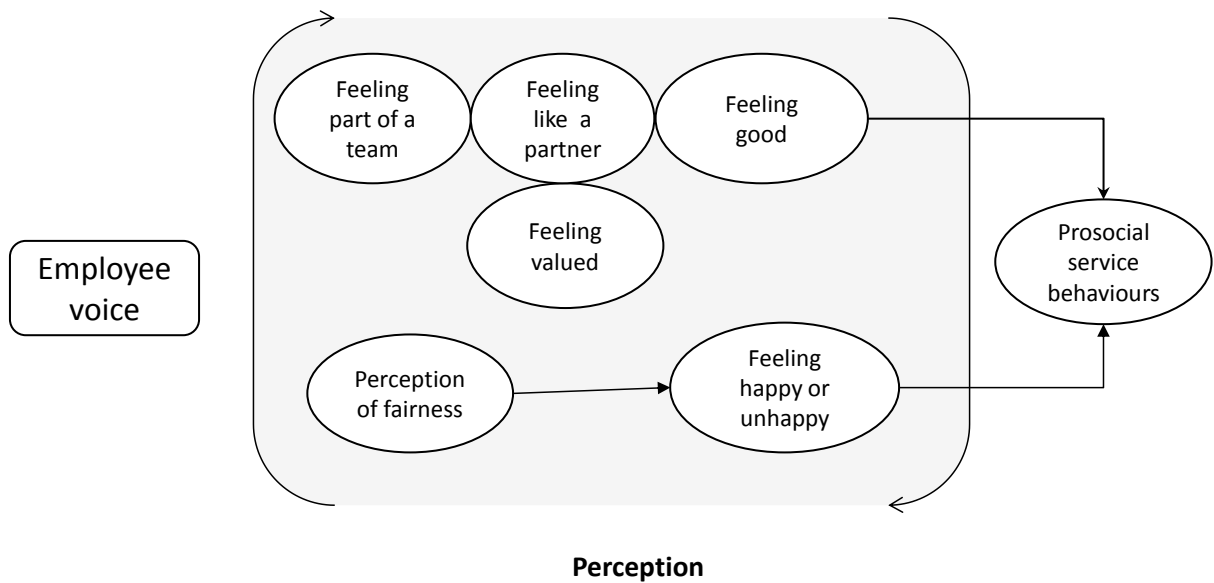 Feeling
part of a
team
Feeling
like a
partner
Feeling
good
Feeling
valued
Employee
voice
Prosocial
service
behaviours
Perception
of fairness
Feeling
happy or
unhappy
Perception